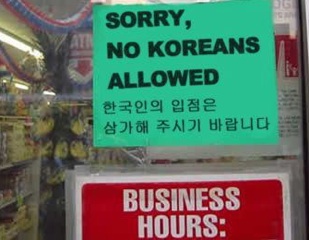 SORRY,
NO KOREANS
ALLOWED
한국인의 입점은
삼가해 주시기 바랍니다
BUSINESS
HOURS: